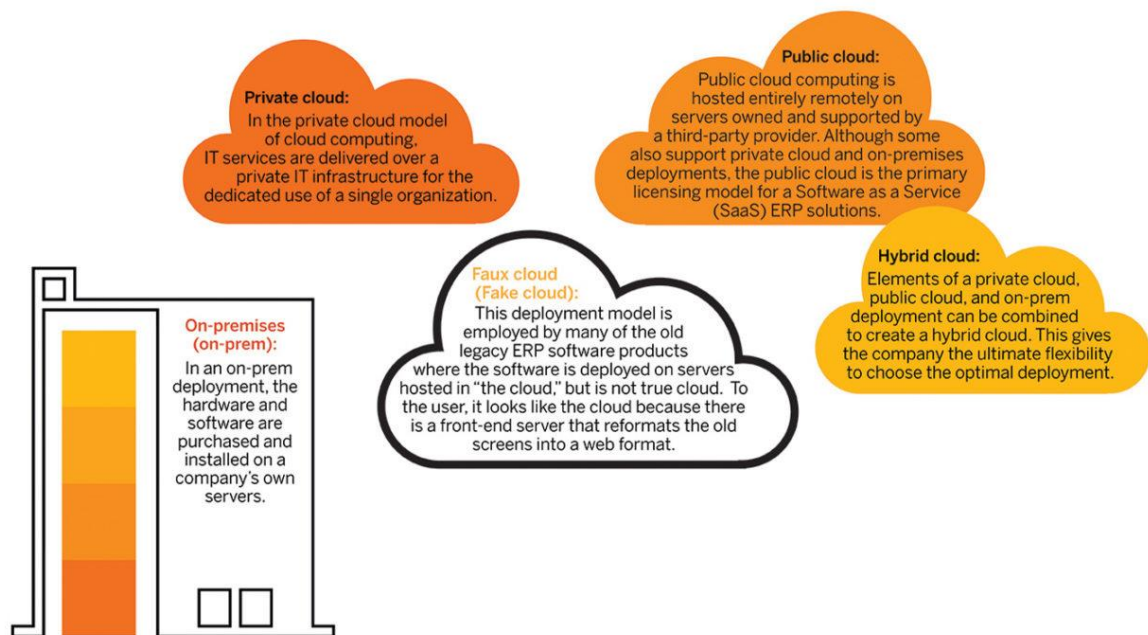 Private cloud:
In the private cloud model
of cloud computing,
IT services are delivered over a
private IT infrastructure for the
dedicated use of a single organization.
Public cloud:
Public cloud computing is
hosted entirely remotely on
servers owned and supported by
a third-party provider. Although some
also support private cloud and on-premises
deployments, the public cloud is the primary
licensing model for a Software as a Service
(SaaS) ERP solutions.
Hybrid cloud:
Elements of a private cloud,
public cloud, and on-prem
deployment can be combined
to create a hybrid cloud. This gives
the company the ultimate flexibility
to choose the optimal deployment.
Faux cloud
(Fake cloud):
This deployment model is
employed by many of the old
legacy ERP software products
where the software is deployed on servers
hosted in “the cloud,” but is not true cloud. To
the user, it looks like the cloud because there
is a front-end server that reformats the old
screens into a web format.
On-premises
(on-prem):
In an on-prem
deployment, the
hardware and
software are
purchased and
installed on a
company’s own
servers.